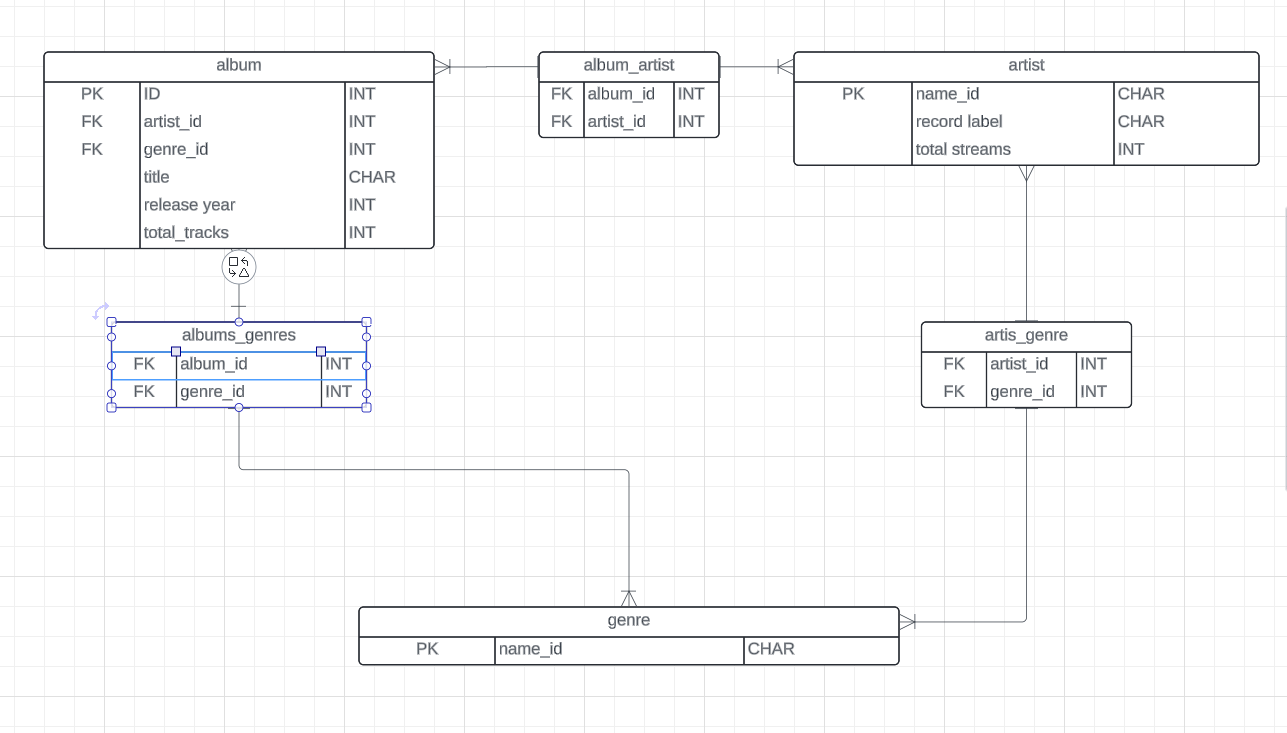 album
PK ID INT
FK artist_id INT
FK genre_id INT
title CHAR
release year INT
total_tracks INT
album_artist
FK album_id INT
FK artist_id INT
artist
PK name_id CHAR
record label CHAR
total streams INT
albums_genres
FK album_id INT
FK genre_id INT
artis_genre
FK artist_id INT
FK genre_id INT
genre
PK name_id CHAR